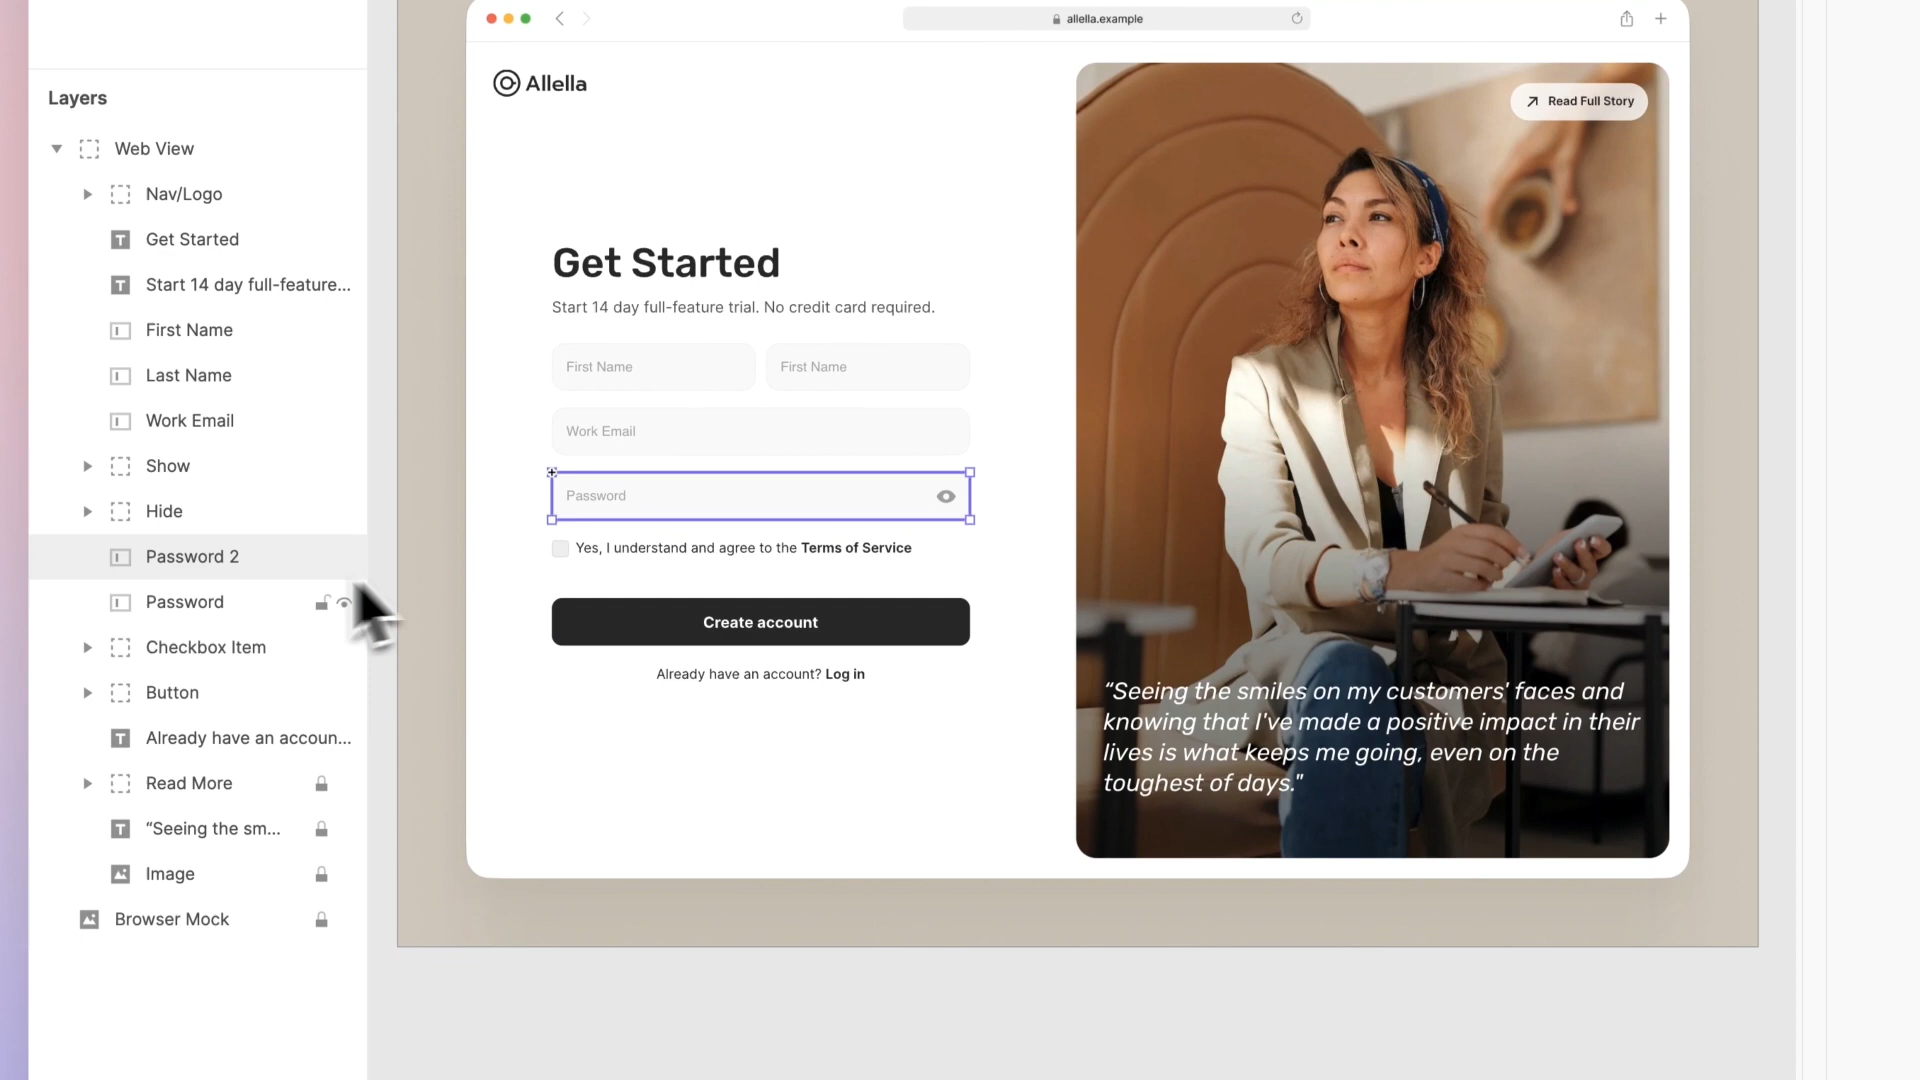 allella.example
Layers
Web View
Nav/Logo
Get Started
Start 14 day full-feature...
First Name
Last Name
Work Email
Show
Hide
Password 2
Password
Checkbox Item
Button
Already have an accoun...
Read More
“Seeing the sm...
Image
Browser Mock
Allella
Get Started
Start 14 day full-feature trial. No credit card required.
First Name
First Name
Work Email
Password
Yes, I understand and agree to the Terms of Service
Create account
Already have an account? Log in
Read Full Story
“Seeing the smiles on my customers' faces and
knowing that I've made a positive impact in their
lives is what keeps me going, even on the
toughest of days."